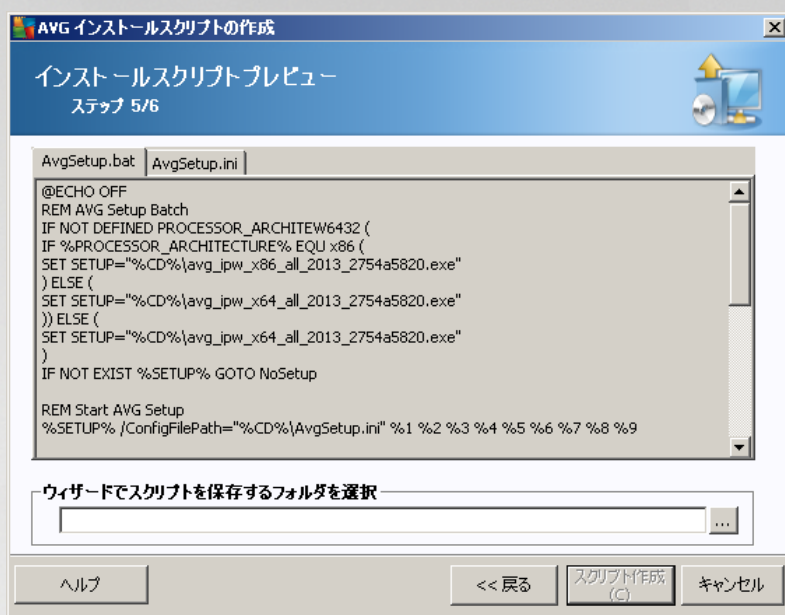 AVG インストールスクリプトの作成
インストールスクリプトプレビュー
ステップ 5/6
AvgSetup.bat
AvgSetup.ini
@ECHO OFF
REM AVG Setup Batch
IF NOT DEFINED PROCESSOR_ARCHITEW6432 (
IF %PROCESSOR_ARCHITECTURE% EQU x86 (
SET SETUP="%CD%\avg_ipw_x86_all_2013_2754a5820.exe"
) ELSE (
SET SETUP="%CD%\avg_ipw_x64_all_2013_2754a5820.exe"
)) ELSE (
SET SETUP="%CD%\avg_ipw_x64_all_2013_2754a5820.exe"
)
IF NOT EXIST %SETUP% GOTO NoSetup
REM Start AVG Setup
%SETUP% /ConfigFilePath="%CD%\AvgSetup.ini" %1 %2 %3 %4 %5 %6 %7 %8 %9
ウィザードでスクリプトを保存するフォルダを選択
...
ヘルプ
<< 戻る
スクリプト作成
(C)
キャンセル